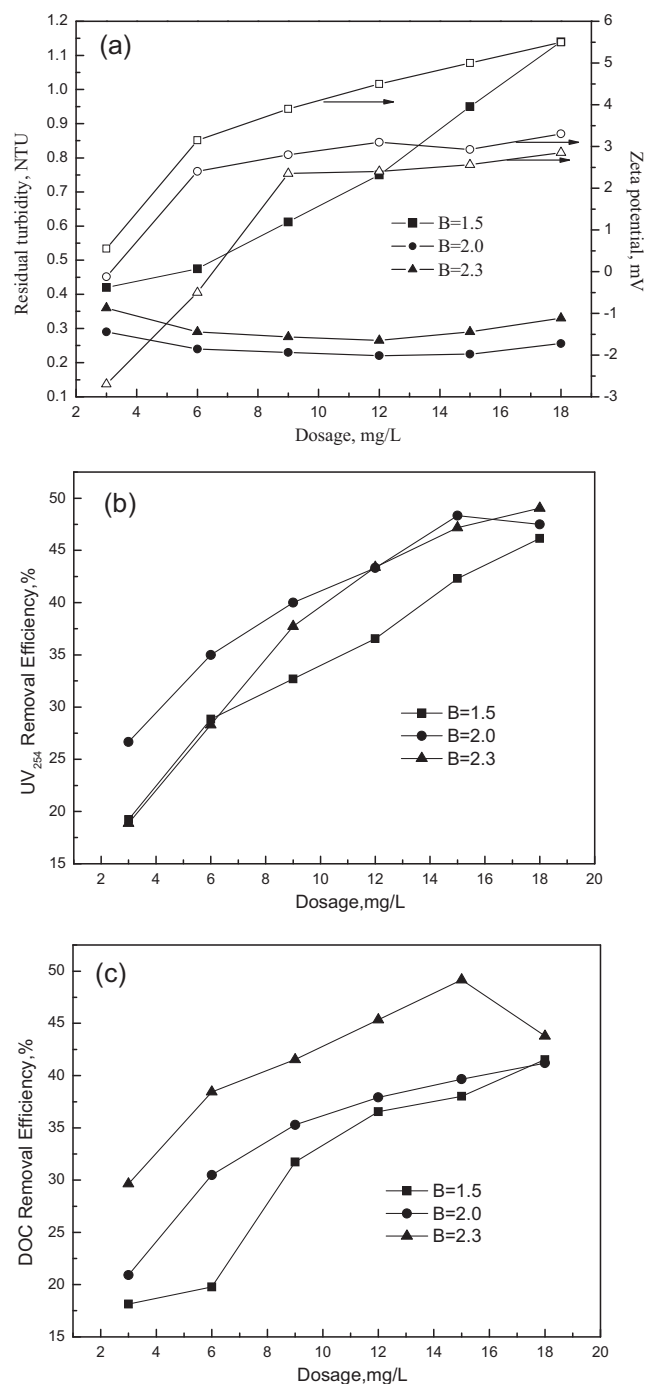 (a)
1.2
1.1
1.0
0.9
0.8
0.7
0.6
0.5
0.4
0.3
0.2
0.1
Residual turbidity, NTU
6
5
4
3
2
1
0
-1
-2
-3
Zeta potential, mV
B=1.5
B=2.0
B=2.3
2 4 6 8 10 12 14 16 18
Dosage, mg/L
(b)
50
45
40
35
30
25
20
15
UV254 Removal Efficiency,%
B=1.5
B=2.0
B=2.3
2 4 6 8 10 12 14 16 18 20
Dosage,mg/L
(c)
50
45
40
35
30
25
20
15
DOC Removal Efficiency,%
B=1.5
B=2.0
B=2.3
2 4 6 8 10 12 14 16 18 20
Dosage,mg/L